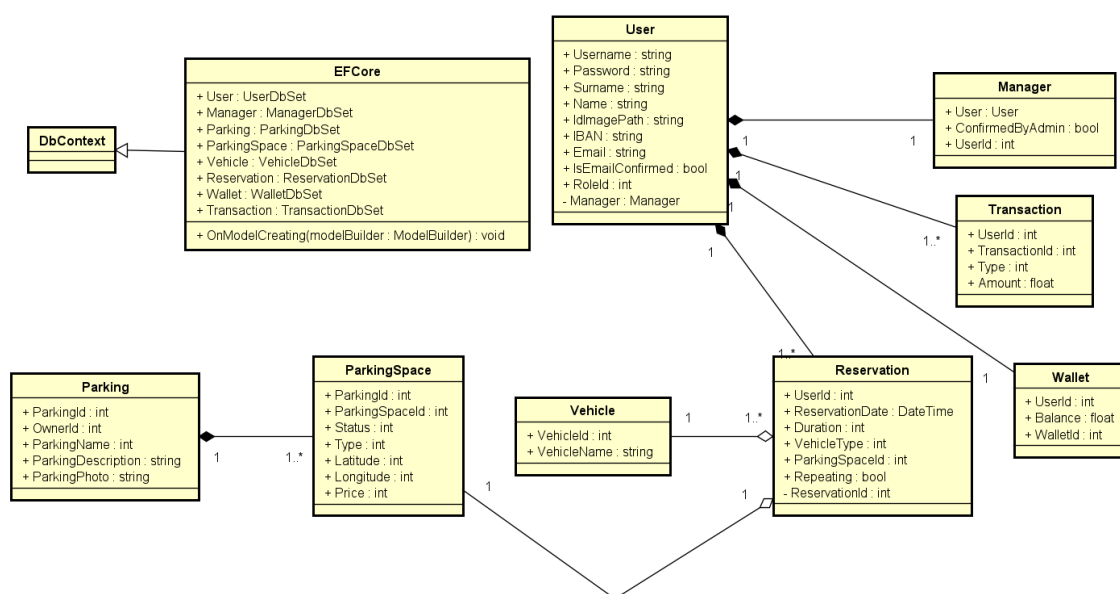 User
+ Username : string
+ Password : string
+ Surname : string
+ Name : string
+ IdImagePath : string
+ IBAN : string
+ Email : string
+ IsEmailConfirmed : bool
+ RoleId : int
- Manager : Manager
EFCore
+ User : UserDbSet
+ Manager : ManagerDbSet
+ Parking : ParkingDbSet
+ ParkingSpace : ParkingSpaceDbSet
+ Vehicle : VehicleDbSet
+ Reservation : ReservationDbSet
+ Wallet : WalletDbSet
+ Transaction : TransactionDbSet
+ OnModelCreating(modelBuilder : ModelBuilder) : void
DbContext
Manager
+ User : User
+ ConfirmedByAdmin : bool
+ UserId : int
1
1
1
1
1
1..*
Transaction
+ UserId : int
+ TransactionId : int
+ Type : int
+ Amount : float
1..*
Reservation
+ UserId : int
+ ReservationDate : DateTime
+ Duration : int
+ VehicleType : int
+ ParkingSpaceId : int
+ Repeating : bool
- ReservationId : int
1
Wallet
+ UserId : int
+ Balance : float
+ WalletId : int
Parking
+ ParkingId : int
+ OwnerId : int
+ ParkingName : int
+ ParkingDescription : string
+ ParkingPhoto : string
1
1..*
ParkingSpace
+ ParkingId : int
+ ParkingSpaceId : int
+ Status : int
+ Type : int
+ Latitude : int
+ Longitude : int
+ Price : int
Vehicle
+ VehicleId : int
+ VehicleName : string
1
1..*
1
1